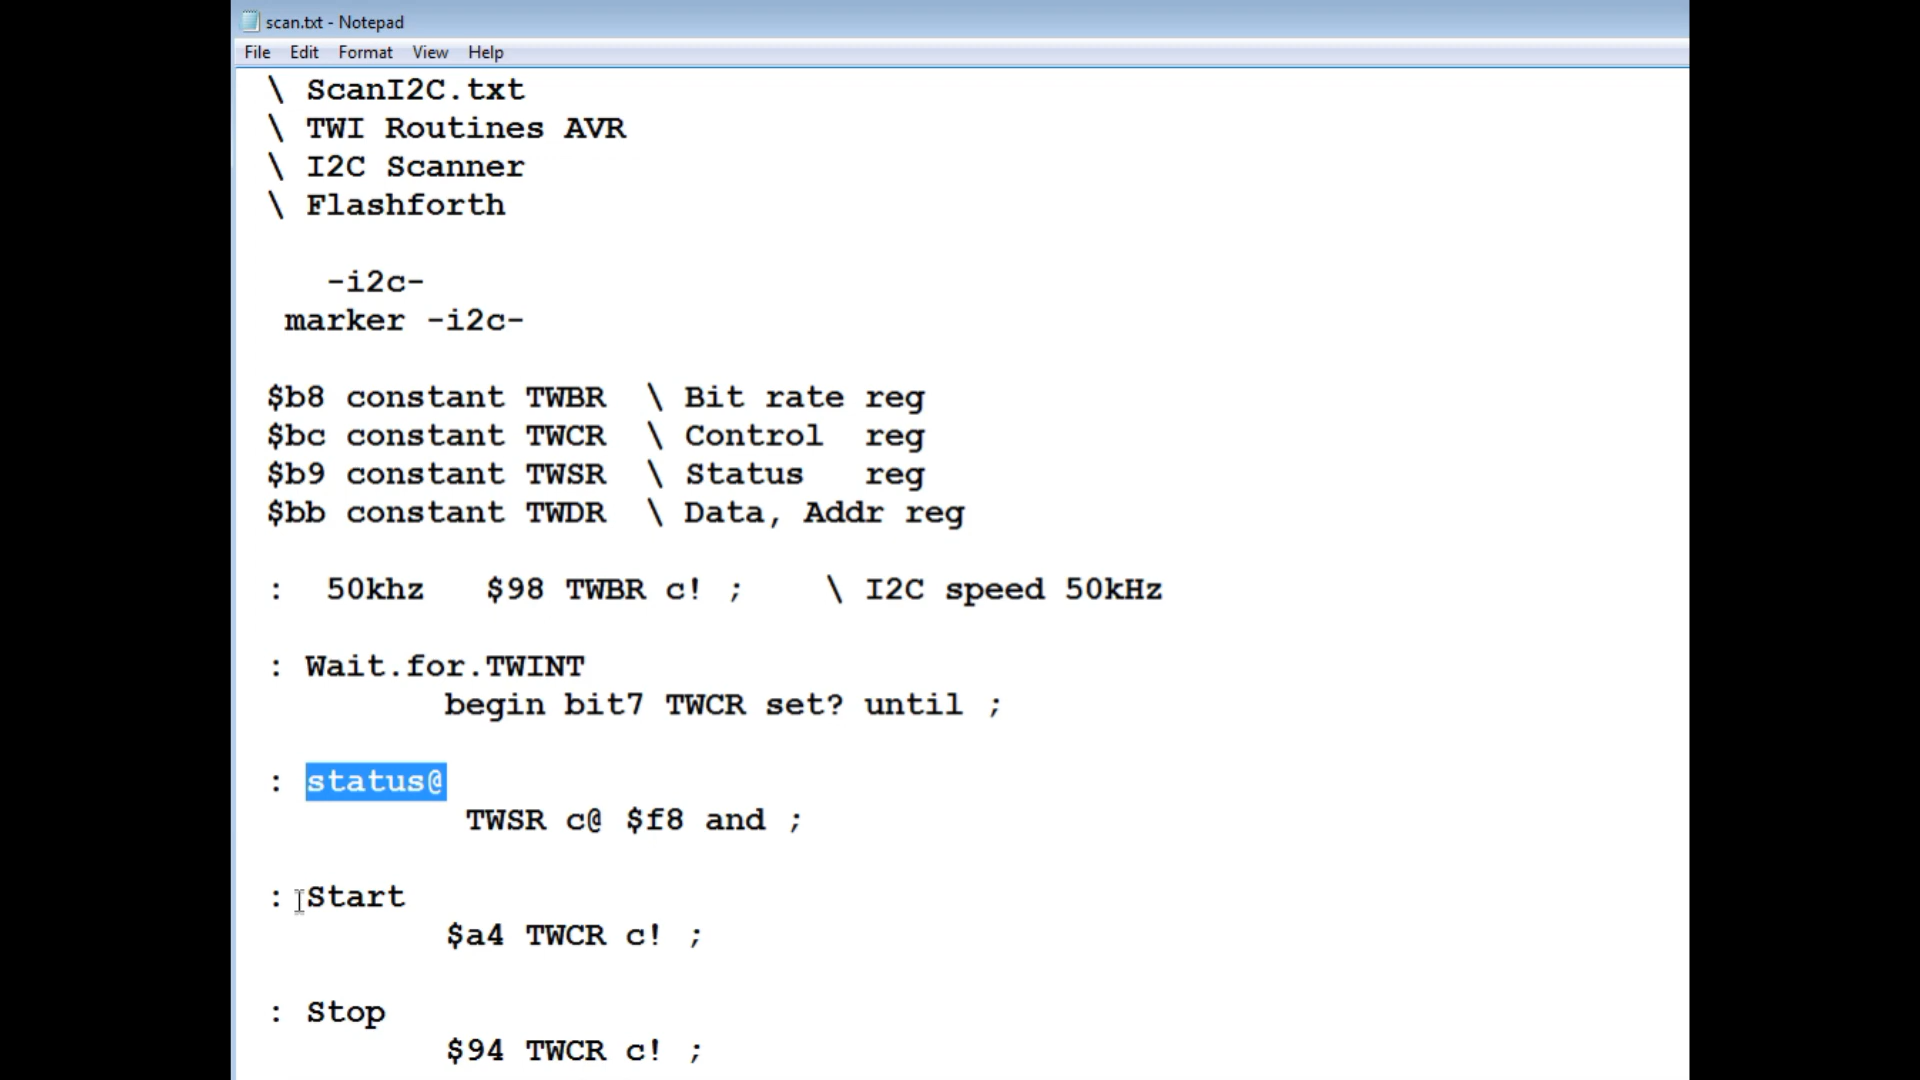 scan.txt - Notepad
File Edit Format View Help
\ ScanI2C.txt
\ TWI Routines AVR
\ I2C Scanner
\ Flashforth
-i2c-
marker -i2c-
$b8 constant TWBR \ Bit rate reg
$bc constant TWCR \ Control reg
$b9 constant TWSR \ Status reg
$bb constant TWDR \ Data, Addr reg
: 50khz $98 TWBR c! ; \ I2C speed 50kHz
: Wait.for.TWINT
begin bit7 TWCR set? until ;
: status@
TWSR c@ $f8 and ;
: Start
$a4 TWCR c! ;
: Stop
$94 TWCR c! ;